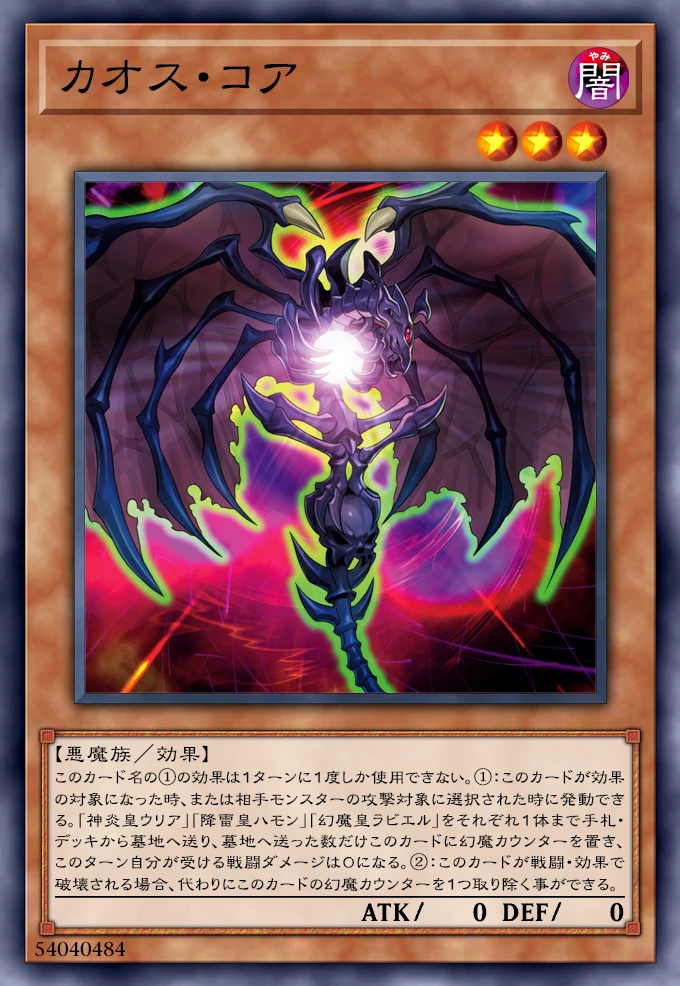 カオス・コア
やみ
闇
【悪魔族／効果】
このカード名の①の効果は1ターンに1度しか使用できない。①：このカードが効果
の対象になった時、または相手モンスターの攻撃対象に選択された時に発動でき
る。「神炎皇ウリア」「降雷皇ハモン」「幻魔皇ラビエル」をそれぞれ1体まで手札・
デッキから墓地へ送り、墓地へ送った数だけこのカードに幻魔カウンターを置き、
このターン自分が受ける戦闘ダメージは0になる。②：このカードが戦闘・効果で
破壊される場合、代わりにこのカードの幻魔カウンターを1つ取り除く事ができる。
ATK/ 0 DEF/ 0
54040484